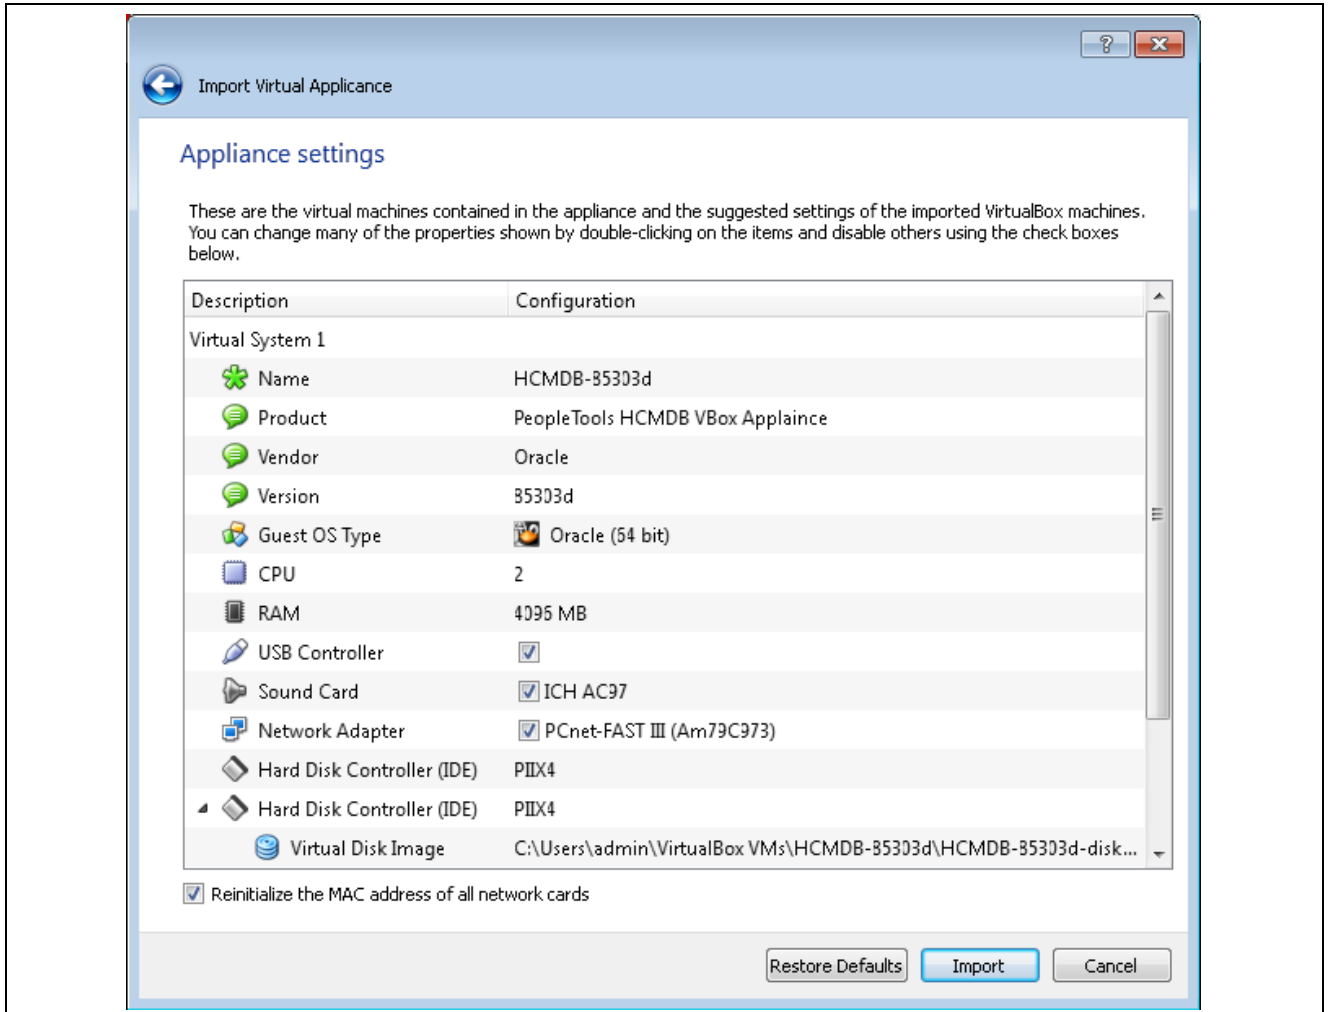 Import Virtual Applicance
Appliance settings
These are the virtual machines contained in the appliance and the suggested settings of the imported VirtualBox machines.
You can change many of the properties shown by double-clicking on the items and disable others using the check boxes
below.
Description Configuration
Virtual System 1
Name HCMDB-85303d
Product PeopleTools HCMDB VBox Applaince
Vendor Oracle
Version 85303d
Guest OS Type Oracle (64 bit)
CPU 2
RAM 4096 MB
USB Controller
Sound Card ICH AC97
Network Adapter PCnet-FAST III (Am79C973)
Hard Disk Controller (IDE) PIIX4
Hard Disk Controller (IDE) PIIX4
Virtual Disk Image C:\Users\admin\VirtualBox VMs\HCMDB-85303d\HCMDB-85303d-disk...
Reinitialize the MAC address of all network cards
Restore Defaults Import Cancel